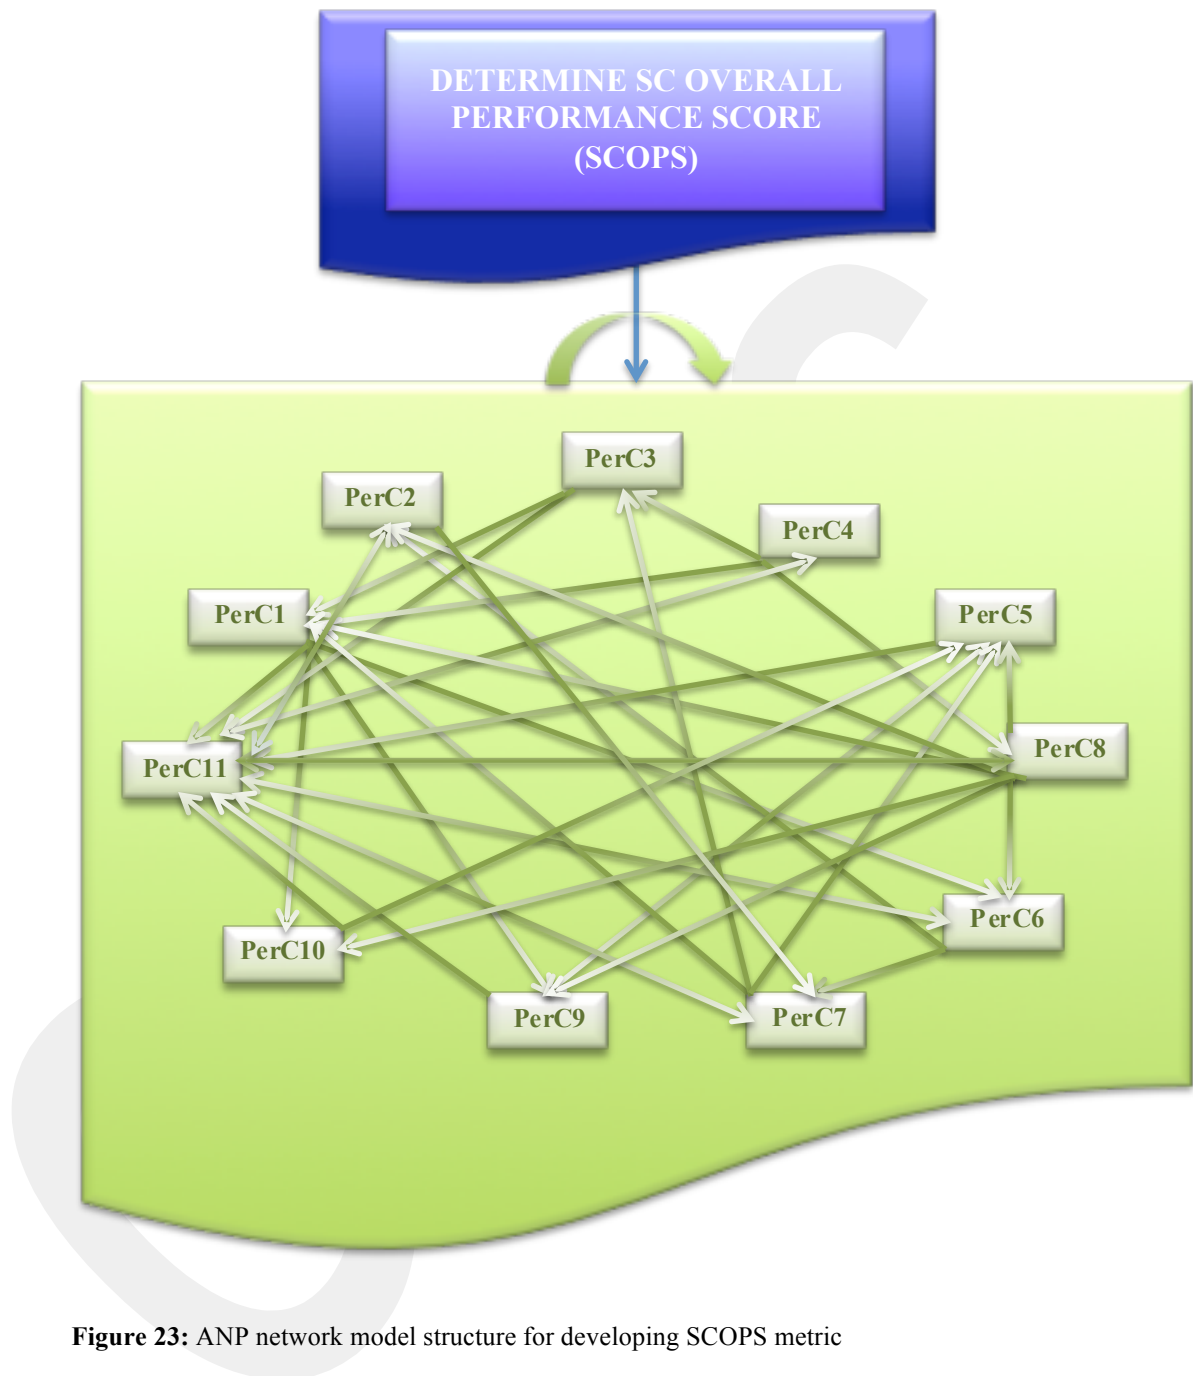 DETERMINE SC OVERALL
PERFORMANCE SCORE
(SCOPS)
PerC3
PerC2
PerC4
PerC1
PerC5
PerC8
PerC11
PerC6
PerC10
PerC9
PerC7
Figure 23: ANP network model structure for developing SCOPS metric